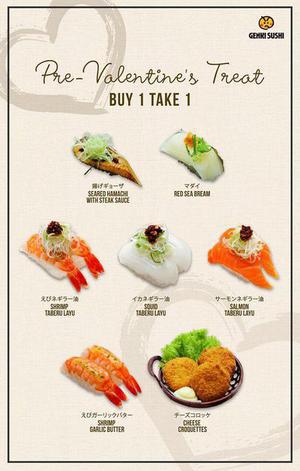 GENKI SUSHI
Pre-Valentine's Treat
BUY 1 TAKE 1
揚げギョーザ
SEARED HAMACHI
WITH STEAK SAUCE
マダイ
RED SEA BREAM
えびネギラー油
SHRIMP
TABERU LAYU
イカネギラー油
SQUID
TABERU LAYU
サーモンネギラー油
SALMON
TABERU LAYU
えびガーリックバター
SHRIMP
GARLIC BUTTER
チーズコロッケ
CHEESE
CROQUETTES